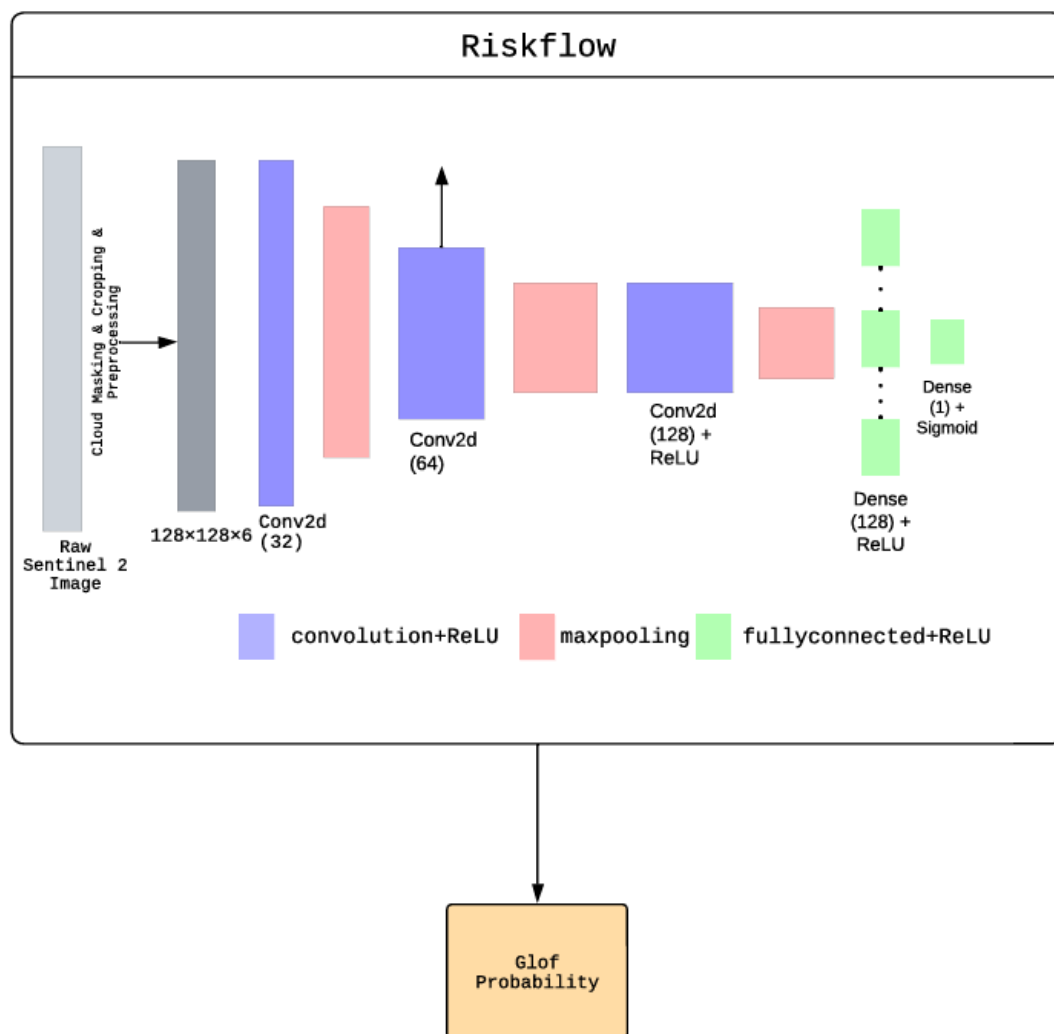 Riskflow
Cloud Masking & Cropping &
Preprocessing
Raw
Sentinel 2
Image
128×128×6
Conv2d
(32)
Conv2d
(64)
Conv2d
(128) +
ReLU
Dense
(128) +
ReLU
Dense
(1) +
Sigmoid
convolution+ReLU
maxpooling
fullyconnected+ReLU
Glof
Probability